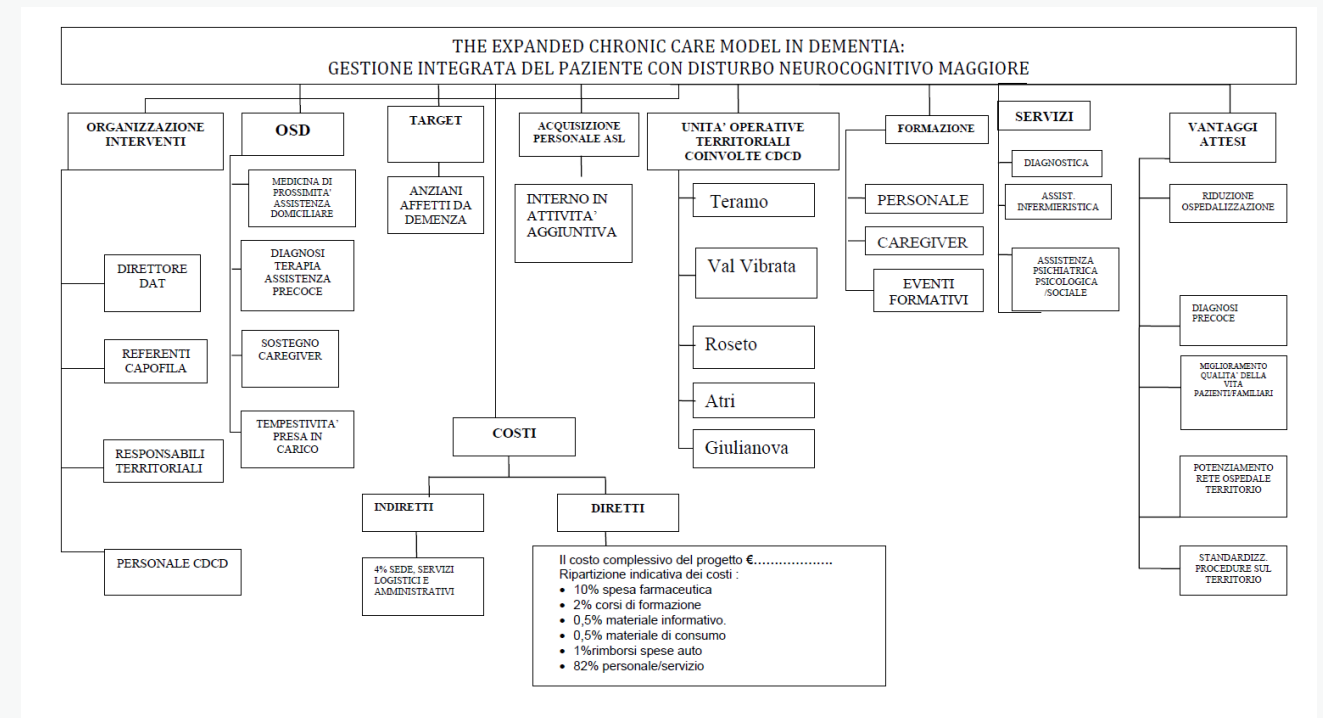 THE EXPANDED CHRONIC CARE MODEL IN DEMENTIA:
GESTIONE INTEGRATA DEL PAZIENTE CON DISTURBO NEUROCOGNITIVO MAGGIORE
ORGANIZZAZIONE
INTERVENTI
DIRETTORE
DAT
REFERENTI
CAPOFILA
RESPONSABILI
TERRITORIALI
PERSONALE CDCD
OSD
MEDICINA DI
PROSSIMITA'
ASSISTENZA
DOMICILIARE
DIAGNOSI
TERAPIA
ASSISTENZA
PRECOCE
SOSTEGNO
CAREGIVER
TEMPESTIVITA'
PRESA IN
CARICO
TARGET
ANZIANI
AFFETTI DA
DEMENZA
ACQUISIZIONE
PERSONALE ASL
INTERNO IN
ATTIVITA'
AGGIUNTIVA
UNITA' OPERATIVE
TERRITORIALI
COINVOLTE CDCD
Teramo
Val Vibrata
Roseto
Atri
Giulianova
FORMAZIONE
PERSONALE
CAREGIVER
EVENTI
FORMATIVI
SERVIZI
DIAGNOSTICA
ASSIST.
INFERMIERISTICA
ASSISTENZA
PSICHIATRICA
PSICOLOGICA
/SOCIALE
VANTAGGI
ATTESI
RIDUZIONE
OSPEDALIZZAZIONE
DIAGNOSI
PRECOCE
MIGLIORAMENTO
QUALITA' DELLA
VITA
PAZIENTI/FAMILIARI
POTENZIAMENTO
RETE OSPEDALE
TERRITORIO
STANDARDIZZ.
PROCEDURE SUL
TERRITORIO
COSTI
INDIRETTI
4% SEDE, SERVIZI
LOGISTICI E
AMMINISTRATIVI
DIRETTI
Il costo complessivo del progetto €...................
Ripartizione indicativa dei costi :
• 10% spesa farmaceutica
• 2% corsi di formazione
• 0,5% materiale informativo.
• 0,5% materiale di consumo
• 1%rimborsi spese auto
• 82% personale/servizio